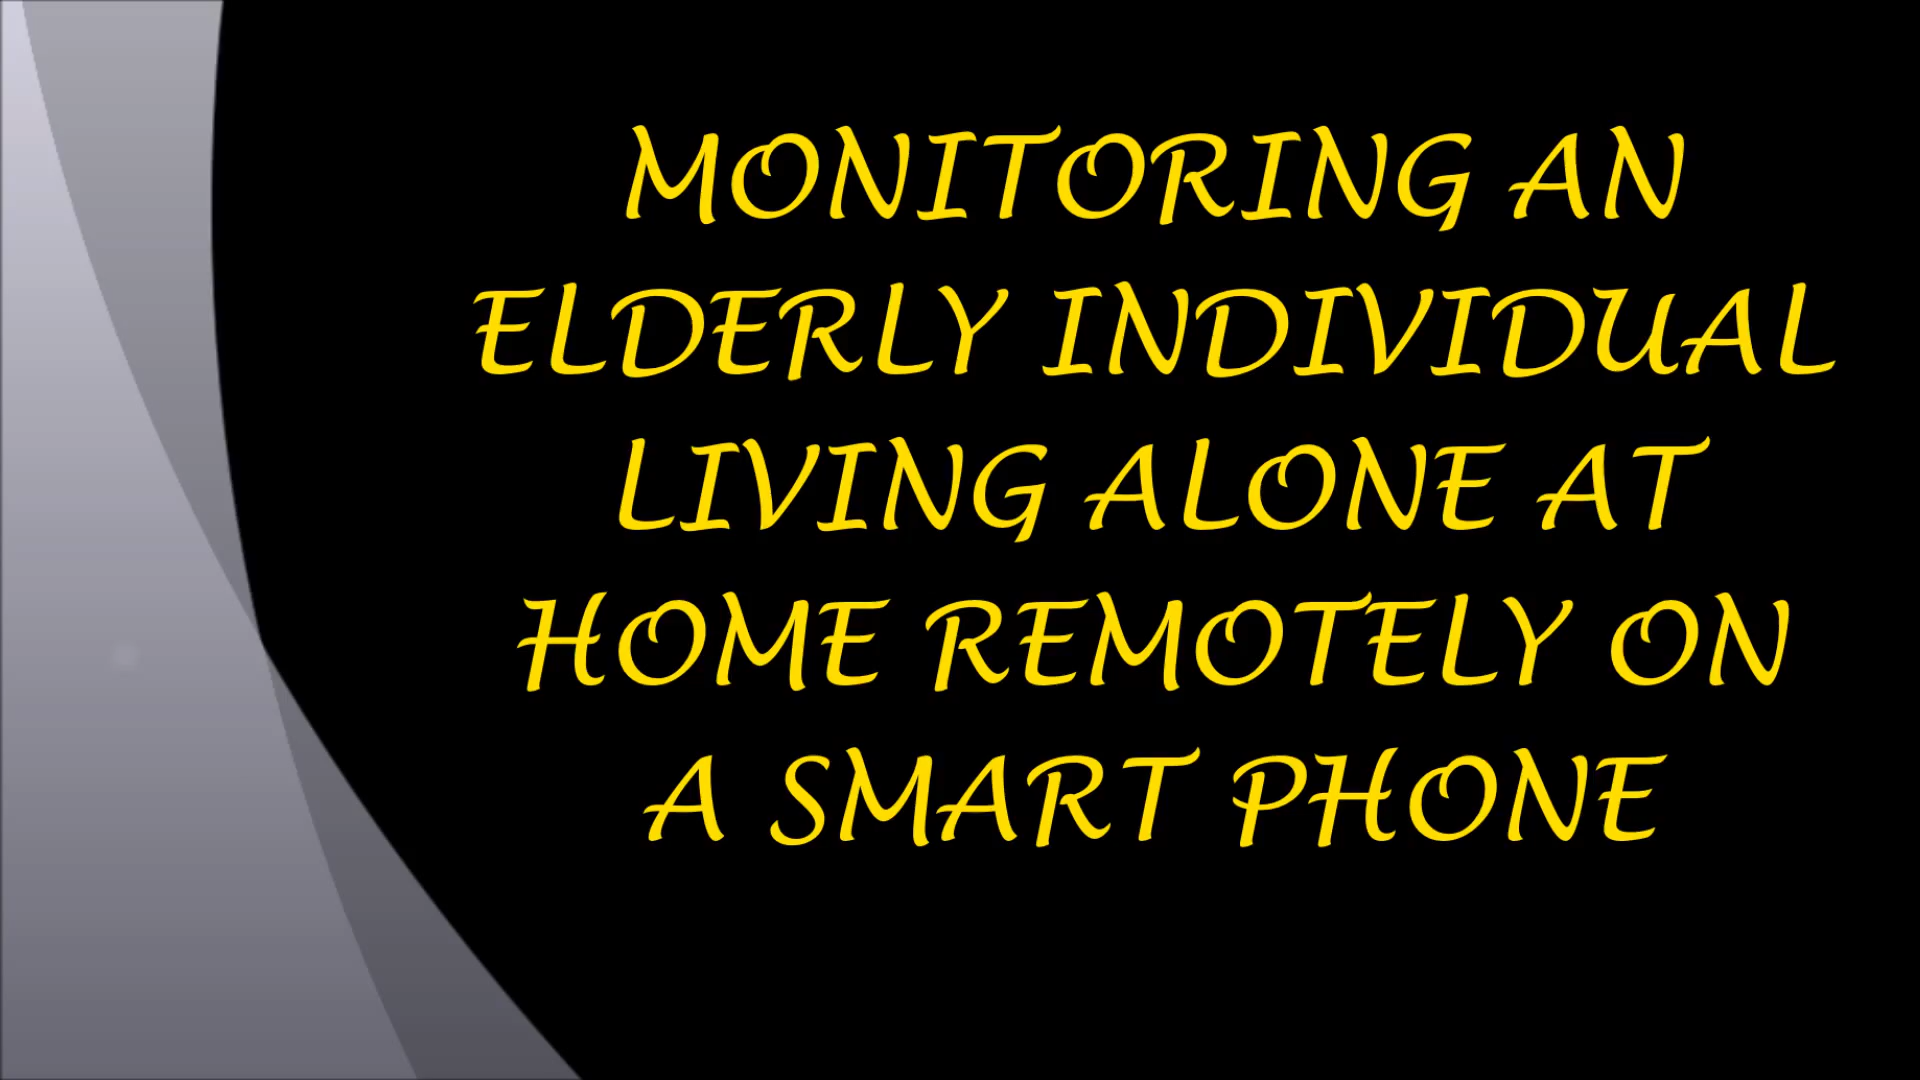 MONITORING AN
ELDERLY INDIVIDUAL
LIVING ALONE AT
HOME REMOTELY ON
A SMART PHONE